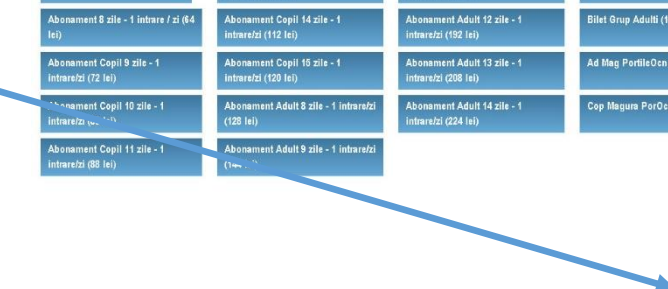 Abonament 8 zile - 1 intrare / zi (64
lei)
Abonament Copil 14 zile - 1
intrare/zi (112 lei)
Abonament Adult 12 zile - 1
intrare/zi (192 lei)
Bilet Grup Adulti (1
Abonament Copil 9 zile - 1
intrare/zi (72 lei)
Abonament Copil 15 zile - 1
intrare/zi (120 lei)
Abonament Adult 13 zile - 1
intrare/zi (208 lei)
Ad Mag PortileOcn
Abonament Copil 10 zile - 1
intrare/zi
Abonament Adult 8 zile - 1 intrare/zi
(128 lei)
Abonament Adult 14 zile - 1
intrare/zi (224 lei)
Cop Magura PorOc
Abonament Copil 11 zile - 1
intrare/zi (88 lei)
Abonament Adult 9 zile - 1 intrare/zi